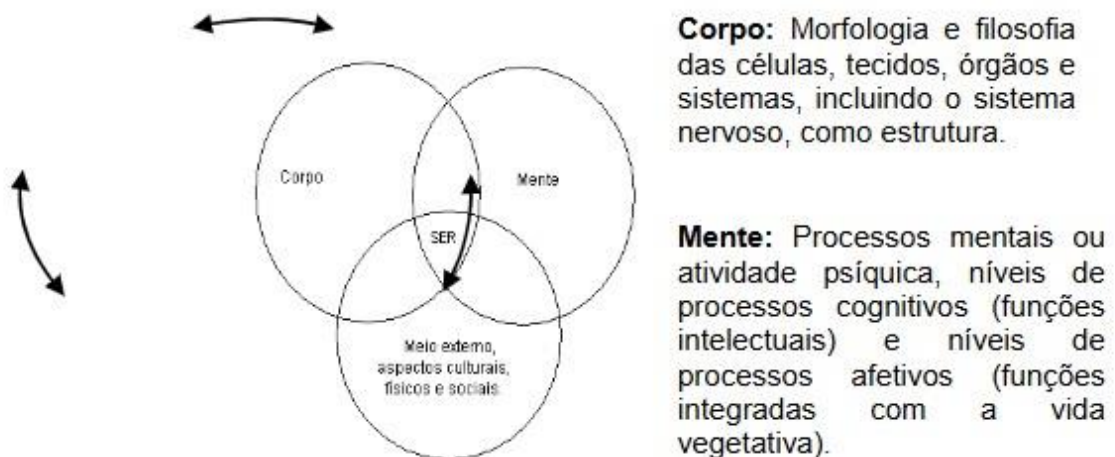 Corpo
Mente
SER
Meio externo,
aspectos culturais,
físicos e sociais
Corpo: Morfologia e filosofia
das células, tecidos, órgãos e
sistemas, incluindo o sistema
nervoso, como estrutura.
Mente: Processos mentais ou
atividade psíquica, níveis de
processos cognitivos (funções
intelectuais) e níveis de
processos afetivos (funções
integradas com a vida
vegetativa).